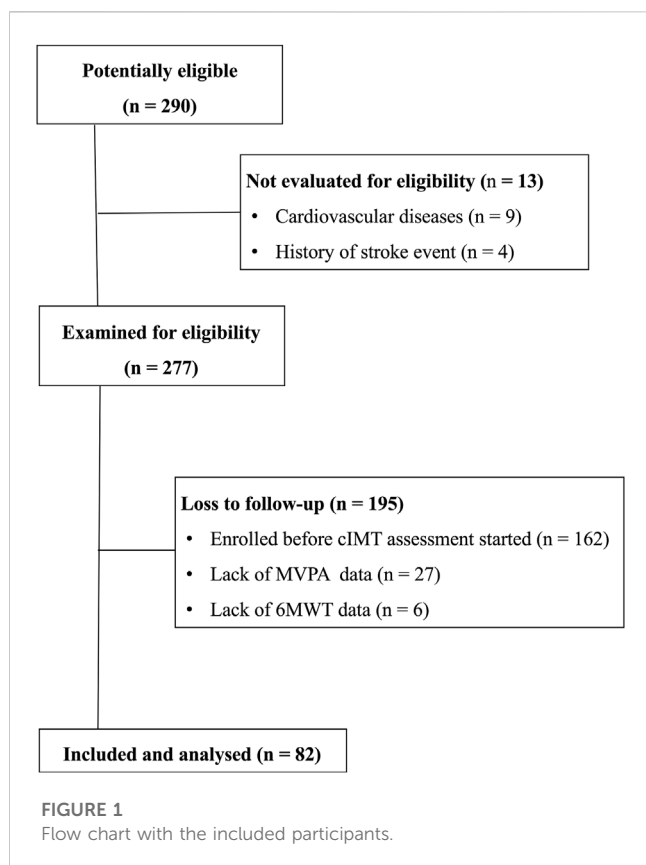 Potentially eligible
(n = 290)
Not evaluated for eligibility (n = 13)
• Cardiovascular diseases (n = 9)
• History of stroke event (n = 4)
Examined for eligibility
(n = 277)
Loss to follow-up (n = 195)
• Enrolled before cIMT assessment started (n = 162)
• Lack of MVPA data (n = 27)
• Lack of 6MWT data (n = 6)
Included and analysed (n = 82)
FIGURE 1
Flow chart with the included participants.